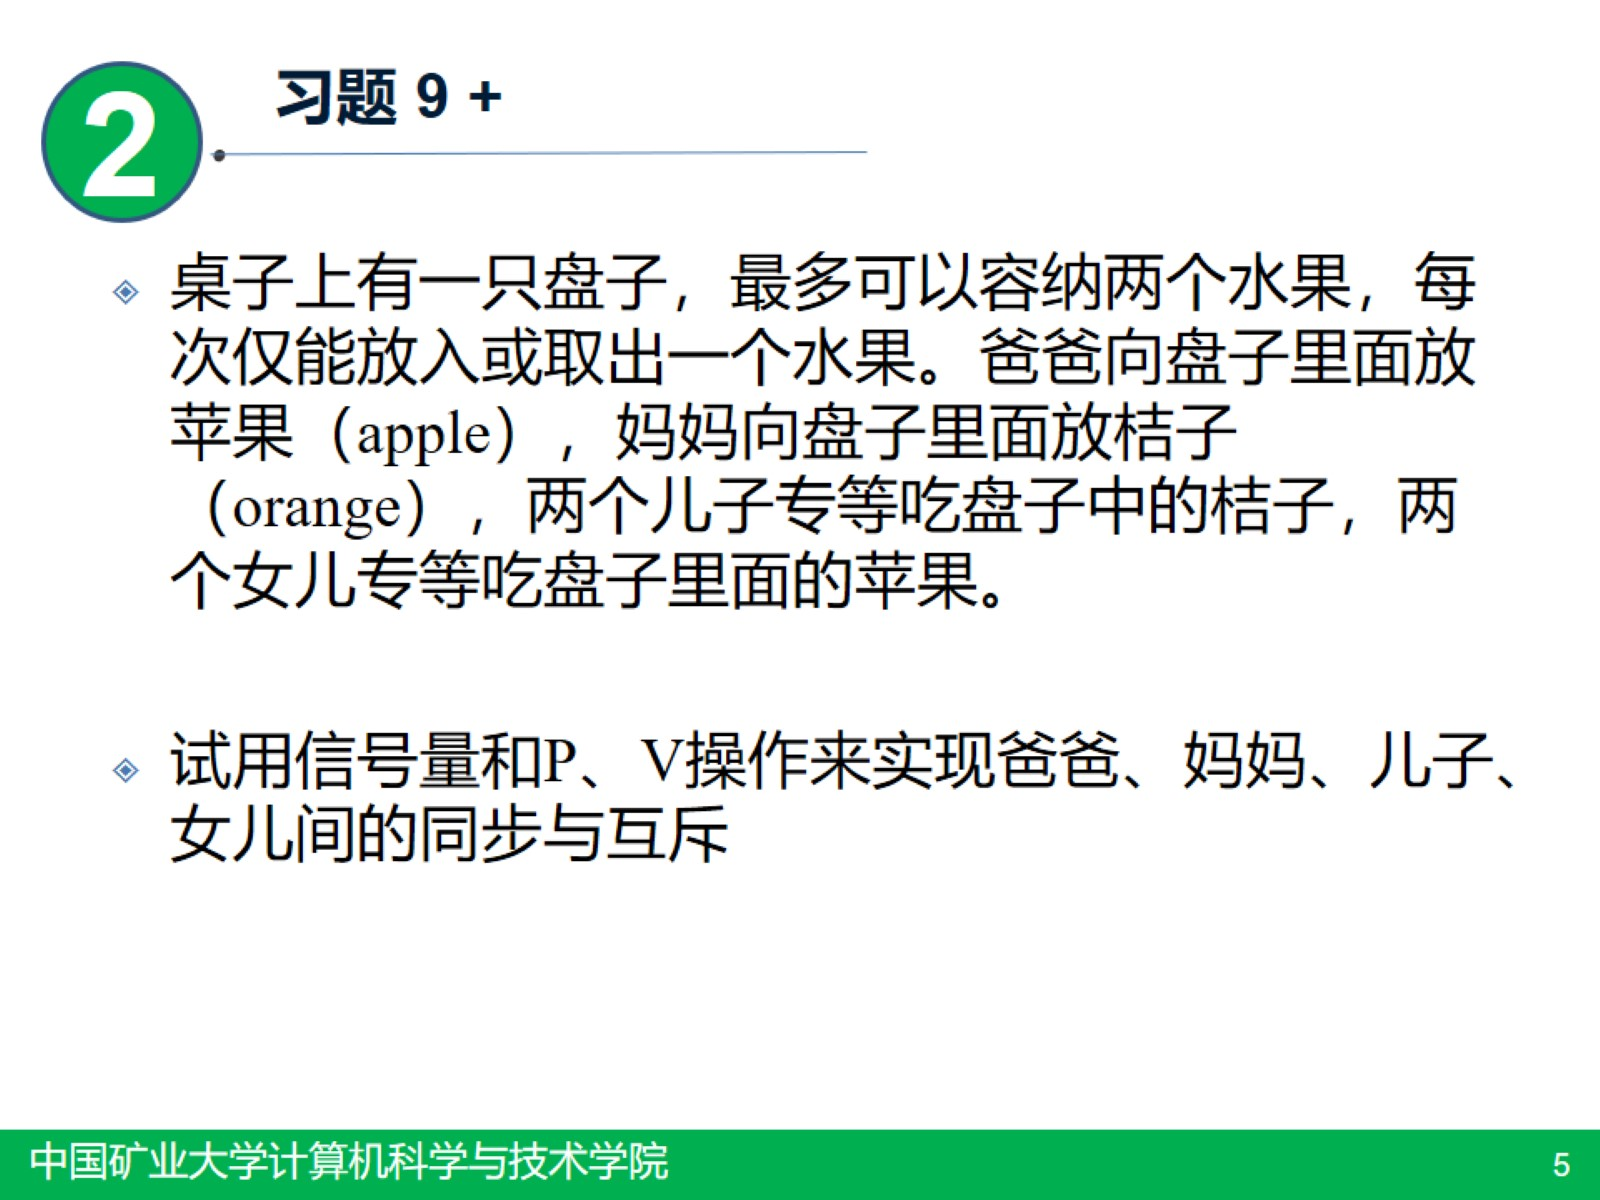 2
习题 9 +
桌子上有一只盘子，最多可以容纳两个水果，每
次仅能放入或取出一个水果。爸爸向盘子里面放
苹果（apple），妈妈向盘子里面放桔子
（orange），两个儿子专等吃盘子中的桔子，两
个女儿专等吃盘子里面的苹果。
试用信号量和P、V操作来实现爸爸、妈妈、儿子、
女儿间的同步与互斥
中国矿业大学计算机科学与技术学院
5